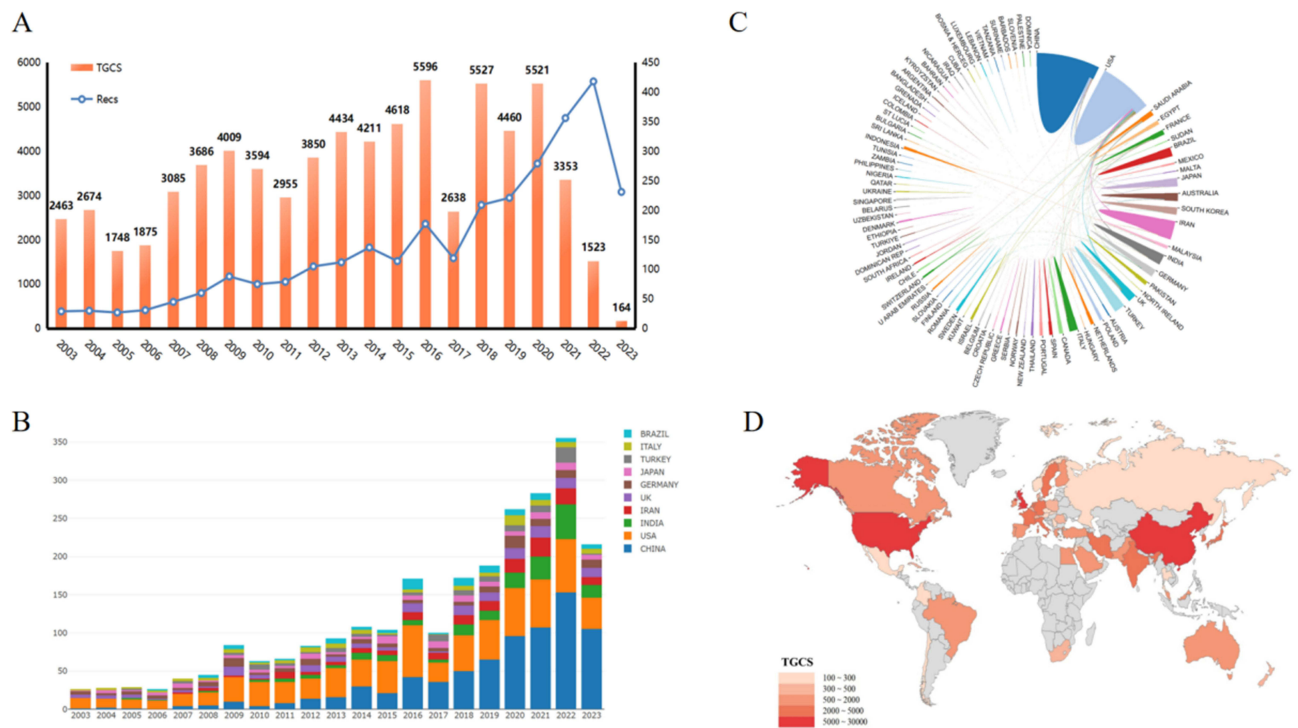 A
TGCS
Recs
6000
5000
4000
3000
2000
1000
0
450
400
350
300
250
200
150
100
50
0
2463
2674
1748
1875
3085
3686
4009
3594
2955
3850
4434
4211
4618
5596
2638
5527
4460
5521
3353
1523
164
2003
2004
2005
2006
2007
2008
2009
2010
2011
2012
2013
2014
2015
2016
2017
2018
2019
2020
2021
2022
2023
B
350
300
250
200
150
100
50
0
2003 2004 2005 2006 2007 2008 2009 2010 2011 2012 2013 2014 2015 2016 2017 2018 2019 2020 2021 2022 2023
BRAZIL
ITALY
TURKEY
JAPAN
GERMANY
UK
IRAN
INDIA
USA
CHINA
C
CHINA
USA
SAUDI ARABIA
EGYPT
FRANCE
SUDAN
BRAZIL
MEXICO
MALTA
JAPAN
AUSTRALIA
SOUTH KOREA
IRAN
MALAYSIA
INDIA
GERMANY
PAKISTAN
NORTH IRELAND
UK
TURKEY
AUSTRIA
POLAND
NETHERLANDS
HUNGARY
ITALY
CANADA
SPAIN
PORTUGAL
THAILAND
NEW ZEALAND
NORWAY
SERBIA
GREECE
CZECH REPUBLIC
CROATIA
BELGIUM
ISRAEL
KUWAIT
SWEDEN
ROMANIA
FINLAND
SLOVAKIA
RUSSIA
U ARAB EMIRATES
SWITZERLAND
CHILE
IRELAND
SOUTH AFRICA
DOMINICAN REP
JORDAN
TURKIYE
ETHIOPIA
DENMARK
UZBEKISTAN
BELARUS
SINGAPORE
UKRAINE
QATAR
NIGERIA
PHILIPPINES
ZAMBIA
TUNISIA
INDONESIA
SRI LANKA
BULGARIA
ST LUCIA
COLOMBIA
ICELAND
GRENADA
BANGLADESH
ARGENTINA
KYRGYZSTAN
BAHRAIN
NICARAGUA
IRAQ
CUBA
BOSNIA & HERCEG
LUXEMBOURG
LEBANON
VIETNAM
TANZANIA
SURINAME
BARBADOS
SLOVENIA
PALESTINE
DOMINICA
D
TGCS
100 ~ 300
300 ~ 500
500 ~ 2000
2000 ~ 5000
5000 ~ 30000